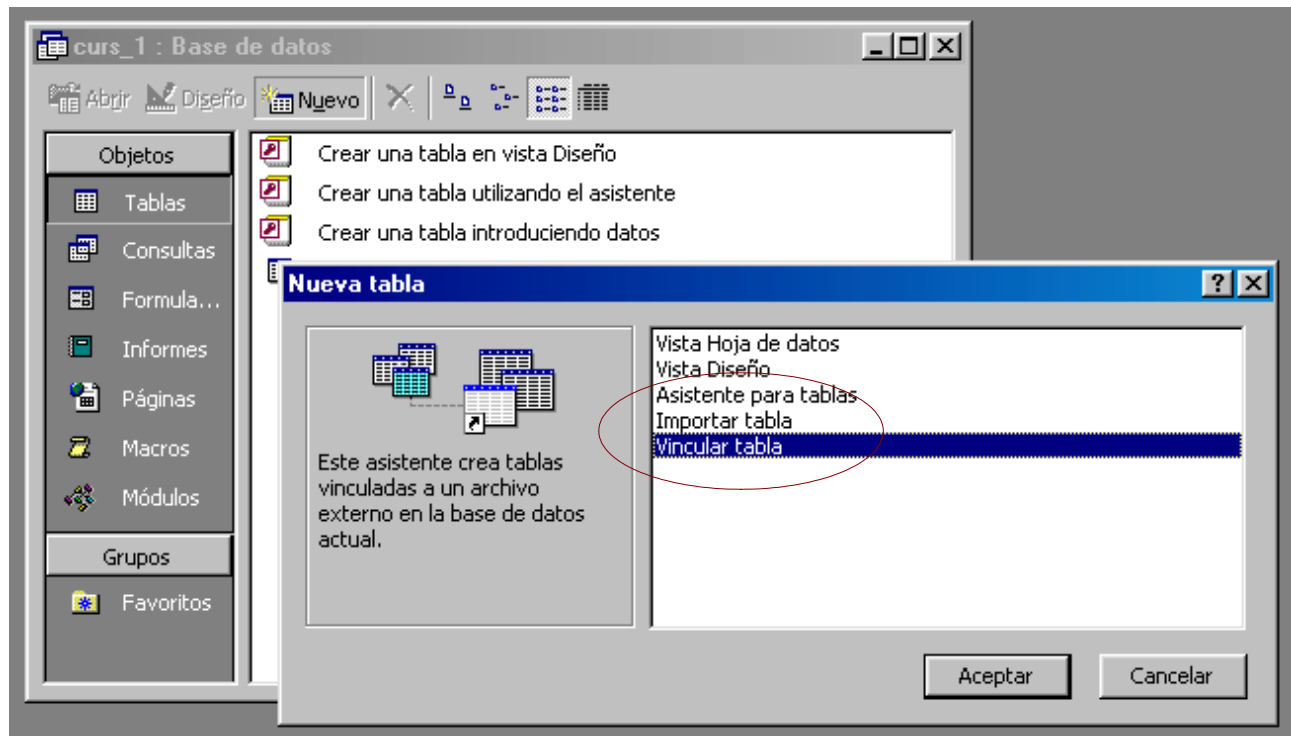 curs_1 : Base de datos
Abrir Diseño Nuevo
Objetos
Tablas
Consultas
Formula...
Informes
Páginas
Macros
Módulos
Grupos
Favoritos
Crear una tabla en vista Diseño
Crear una tabla utilizando el asistente
Crear una tabla introduciendo datos
Nueva tabla
Este asistente crea tablas
vinculadas a un archivo
externo en la base de datos
actual.
Vista Hoja de datos
Vista Diseño
Asistente para tablas
Importar tabla
Vincular tabla
Aceptar Cancelar